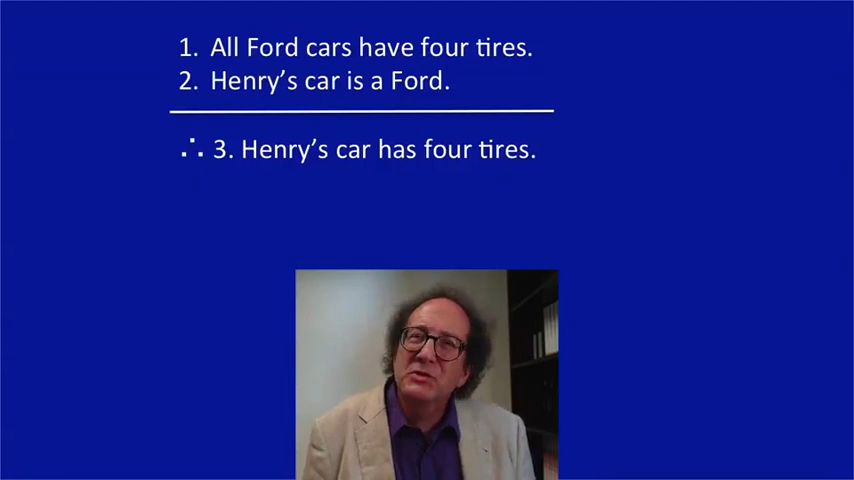 1. All Ford cars have four tires.
2. Henry’s car is a Ford.
∴ 3. Henry’s car has four tires.